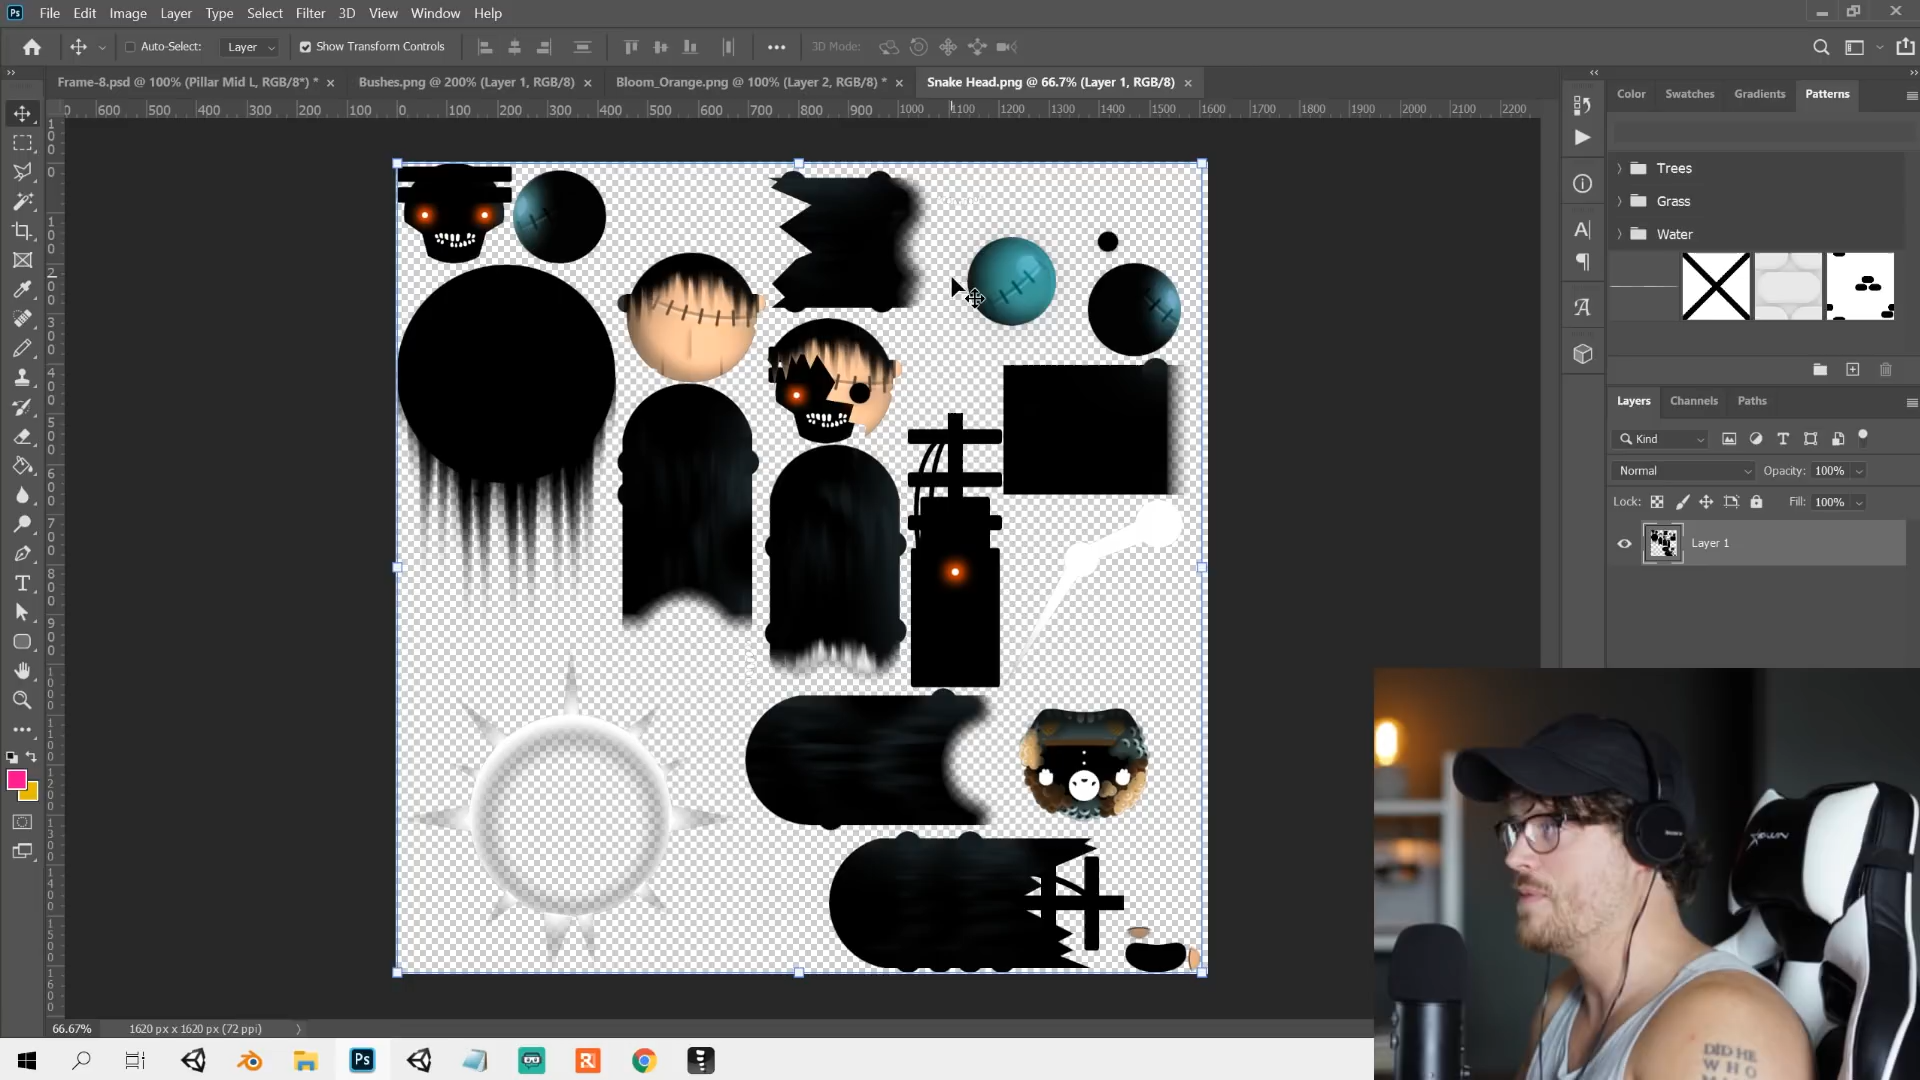 Ps File Edit Image Layer Type Select Filter 3D View Window Help
Auto-Select: Layer Show Transform Controls 3D Mode:
Frame-8.psd @ 100% (Pillar Mid L, RGB/8*) * Bushes.png @ 200% (Layer 1, RGB/8) Bloom_Orange.png @ 100% (Layer 2, RGB/8) * Snake Head.png @ 66.7% (Layer 1, RGB/8)
600 500 400 300 200 100 0 100 200 300 400 500 600 700 800 900 1000 1100 1200 1300 1400 1500 1600 1700 1800 1900 2000 2100 2200
Color Swatches Gradients Patterns
Trees
Grass
Water
Layers Channels Paths
Kind
Normal Opacity: 100%
Lock: Fill: 100%
Layer 1
66.67% 1620 px x 1620 px (72 ppi)
Ps
DID HE
WHO